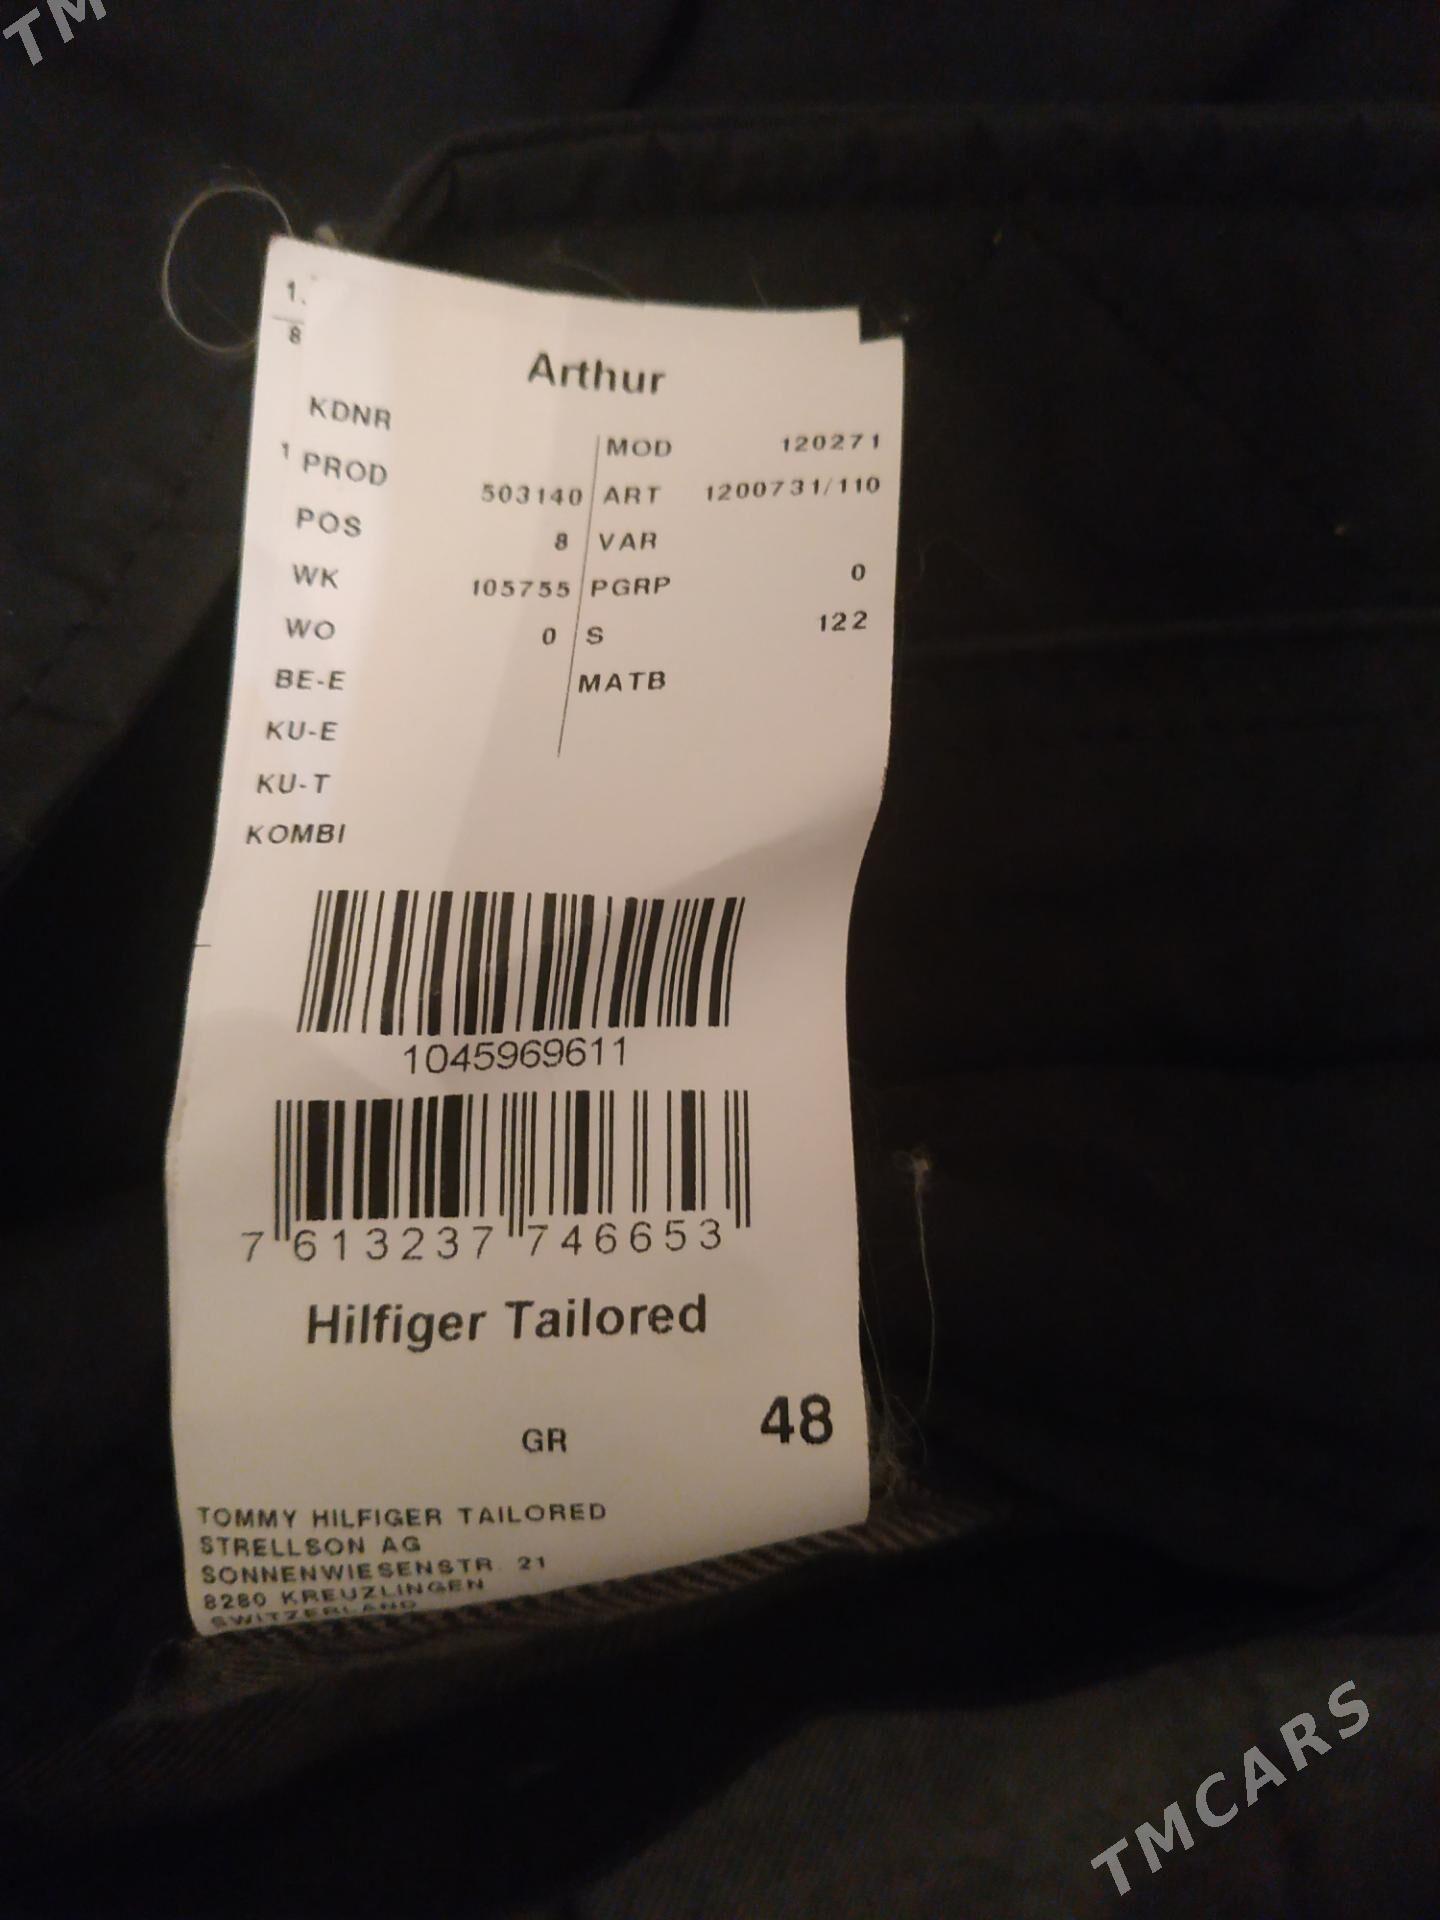 TM
1.
8
Arthur
KDNR
MOD 120271
1 PROD 503140 ART 1200731/110
POS 8 VAR
WK 105755 PGRP 0
WO 0 S 122
BE-E MATB
KU-E
KU-T
KOMBI
1045969611
7 613237 746653
Hilfiger Tailored
GR 48
TOMMY HILFIGER TAILORED
STRELLSON AG
SONNENWIESENSTR. 21
8280 KREUZLINGEN
SWITZERLAND
TMCARS